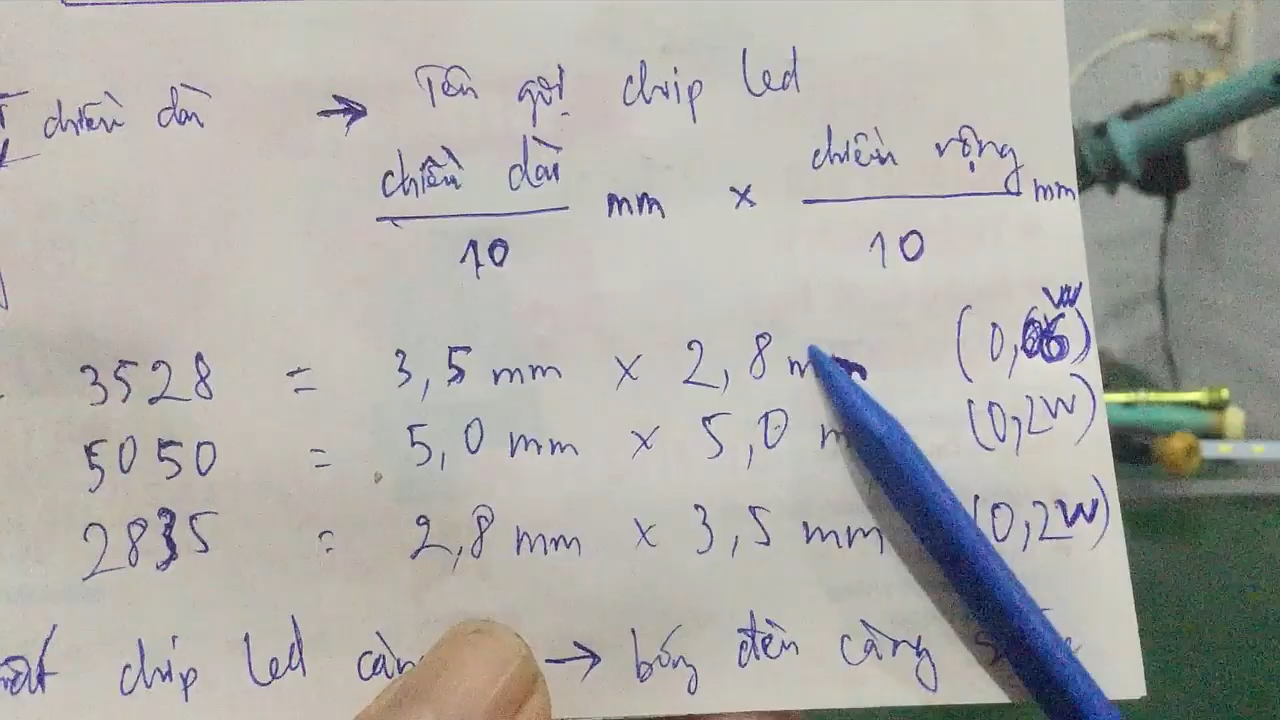 chiều dài → Tên gọi chip led
chiều dài mm x chiều rộng mm
10 10
3528 = 3,5 mm x 2,8 mm (0,06W)
5050 = 5,0 mm x 5,0 m (0,2W)
2835 = 2,8 mm x 3,5 mm (0,2W)
chip led càng → bóng đèn càng